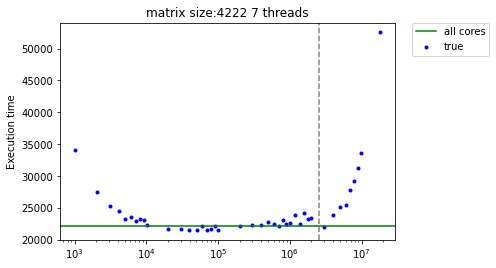 matrix size:4222 7 threads
all cores
true
Execution time
50000
45000
40000
35000
30000
25000
20000
10³ 10⁴ 10⁵ 10⁶ 10⁷